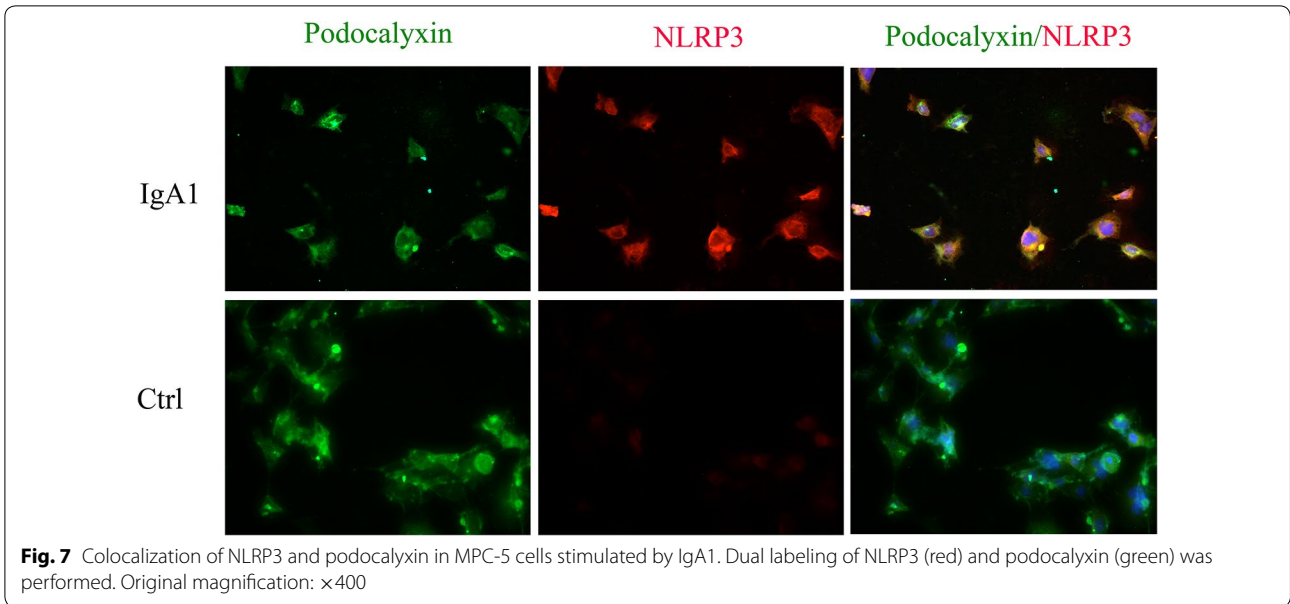 Podocalyxin NLRP3 Podocalyxin/NLRP3
IgA1
Ctrl
Fig. 7 Colocalization of NLRP3 and podocalyxin in MPC-5 cells stimulated by IgA1. Dual labeling of NLRP3 (red) and podocalyxin (green) was
performed. Original magnification: ×400